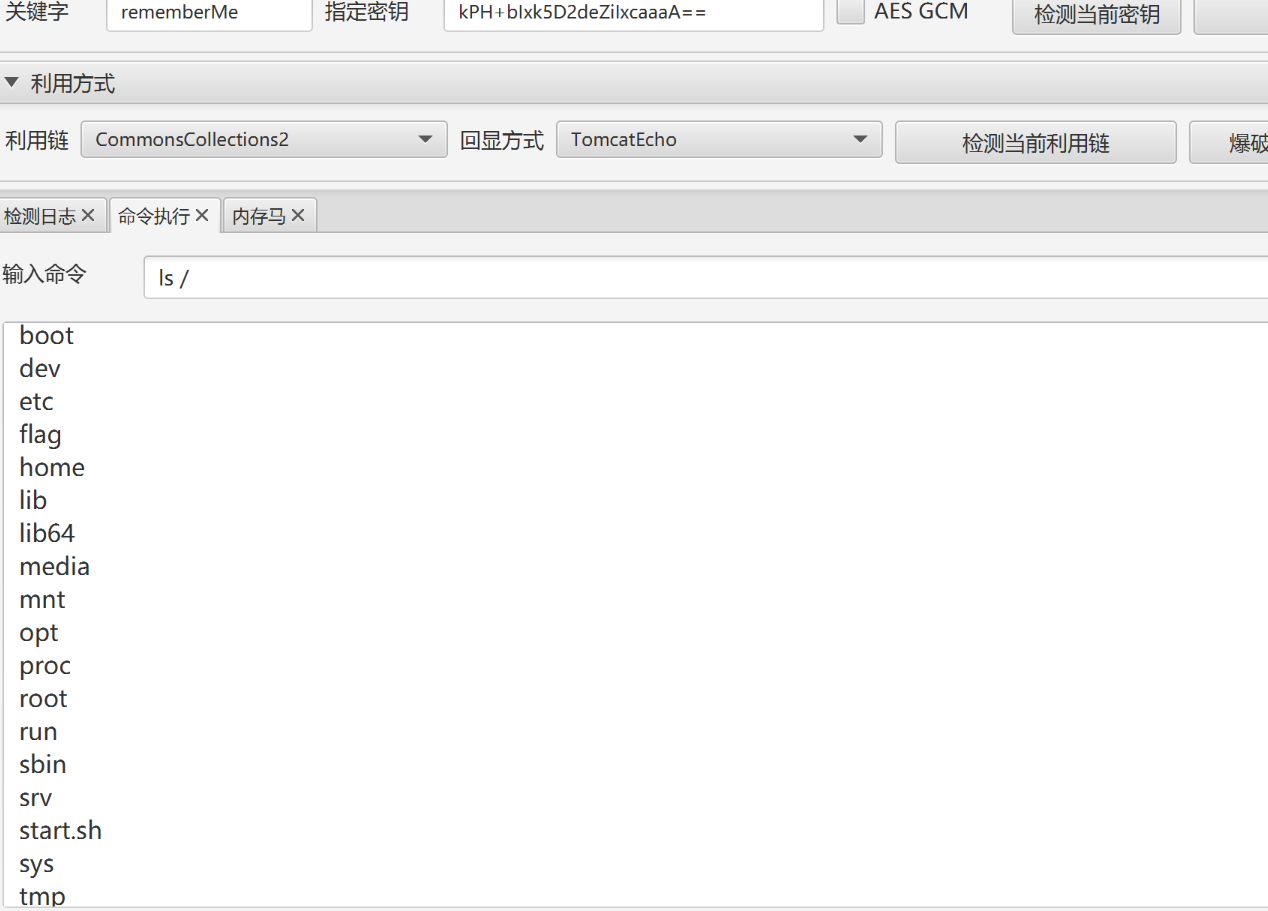 关键字 rememberMe 指定密钥 kPH+bIxk5D2deZiIxcaaaA== AES GCM 检测当前密钥
利用方式
利用链 CommonsCollections2 回显方式 TomcatEcho 检测当前利用链 爆破
检测日志 命令执行 内存马
输入命令 ls /
boot
dev
etc
flag
home
lib
lib64
media
mnt
opt
proc
root
run
sbin
srv
start.sh
sys
tmp